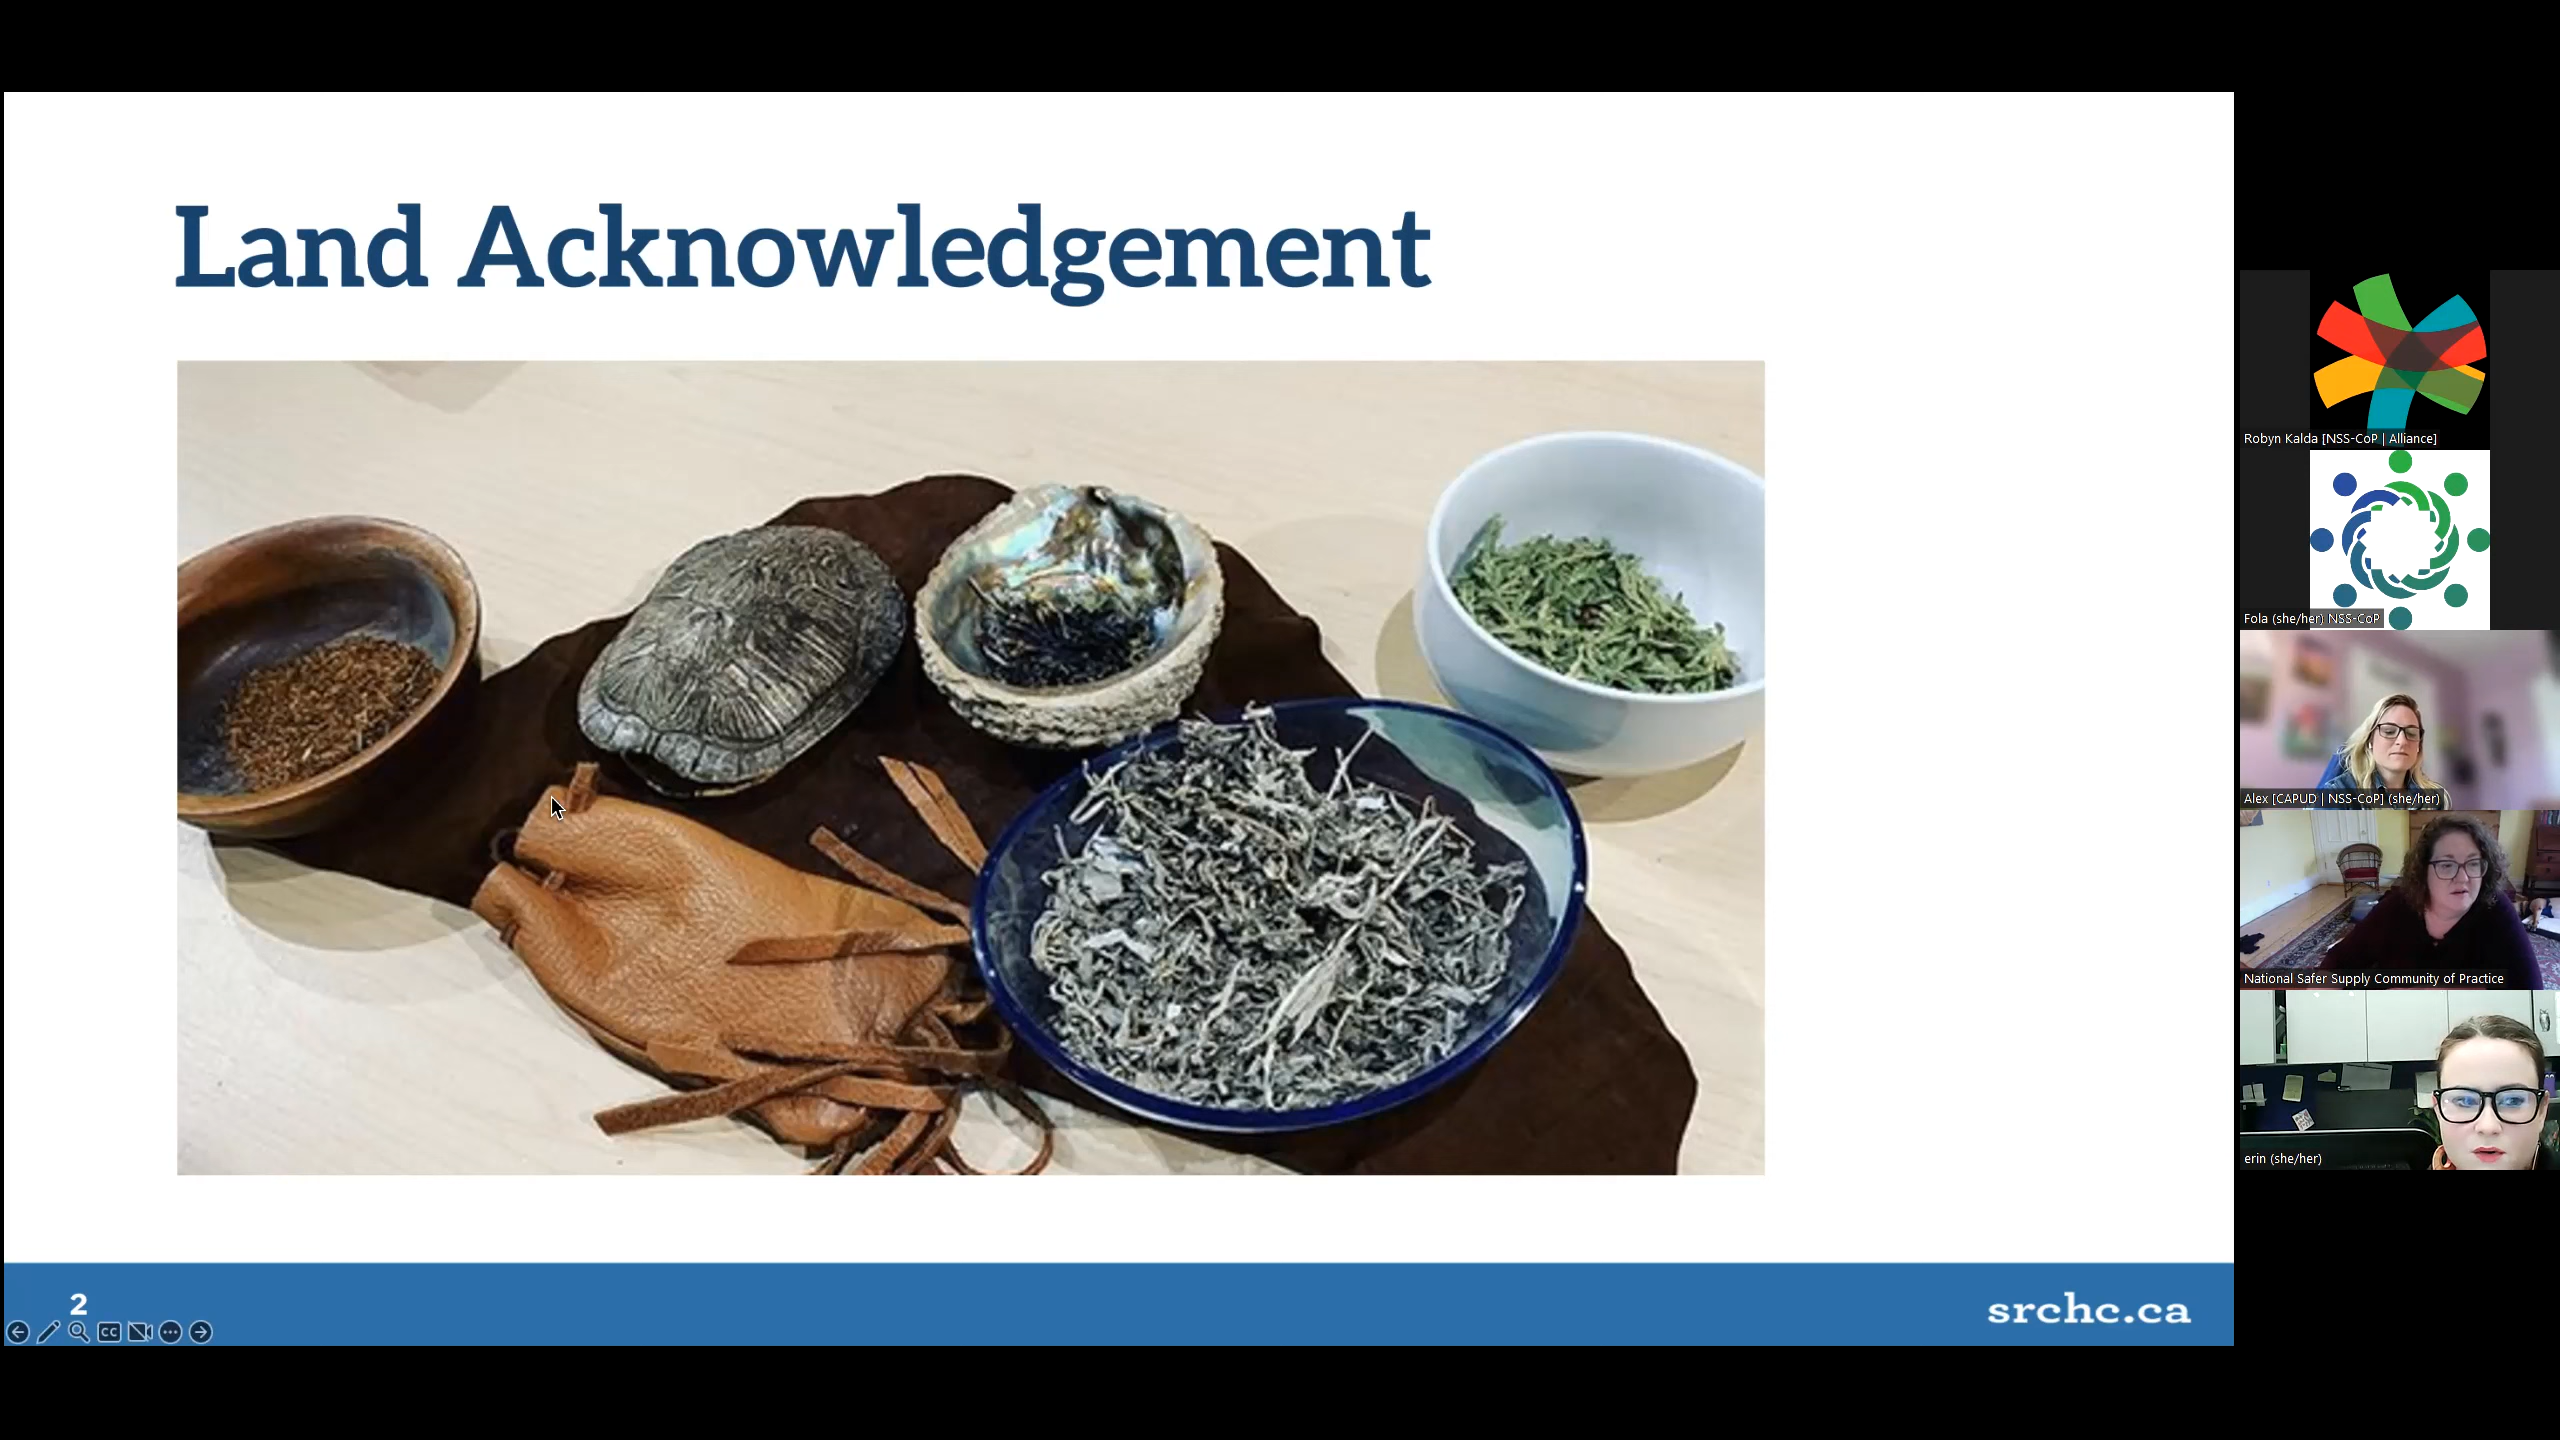 Land Acknowledgement
2
CC
srchc.ca
Robyn Kalda [NSS-CoP | Alliance]
Fola (she/her) NSS-CoP
Alex [CAPUD | NSS-CoP] (she/her)
National Safer Supply Community of Practice
erin (she/her)